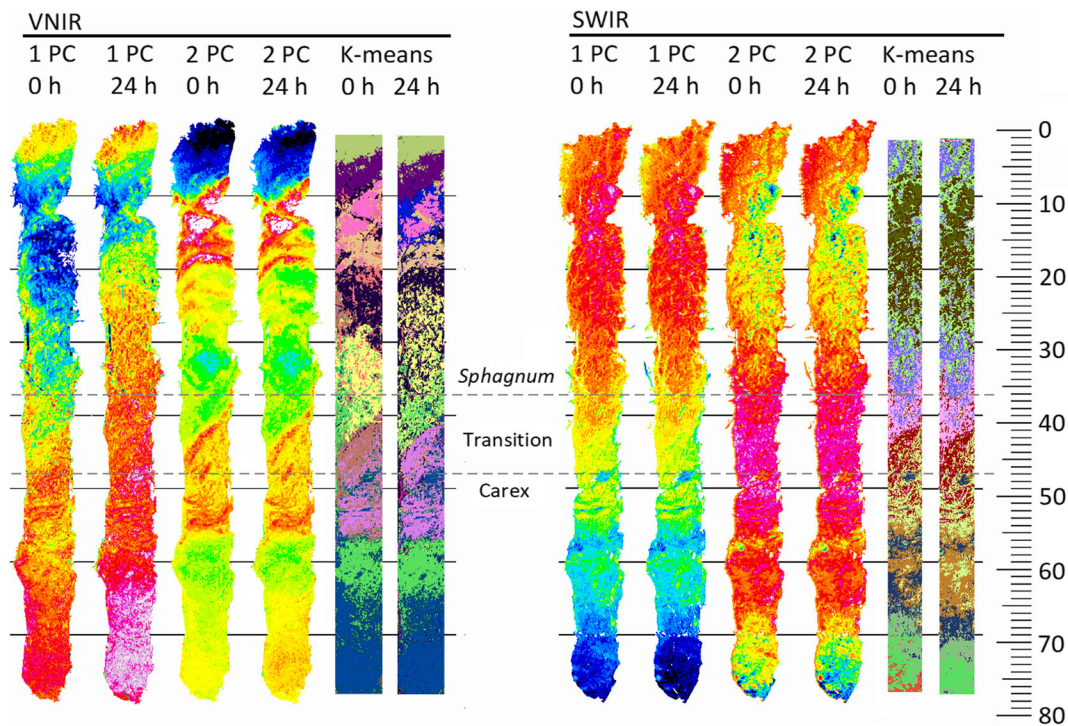 VNIR
1 PC 1 PC 2 PC 2 PC K-means
0 h 24 h 0 h 24 h 0 h 24 h
SWIR
1 PC 1 PC 2 PC 2 PC K-means
0 h 24 h 0 h 24 h 0 h 24 h
Sphagnum
Transition
Carex
0
10
20
30
40
50
60
70
80